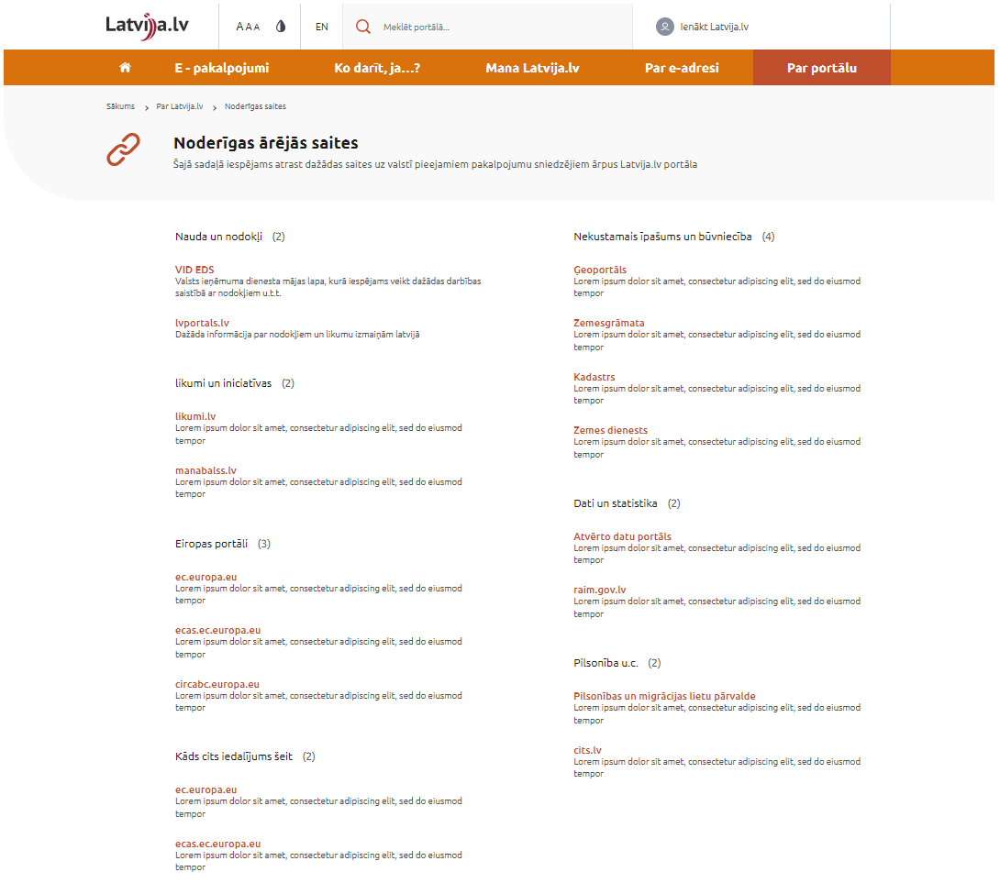 Latvija.lv
A A A
EN
Meklēt portālā...
Ienākt Latvija.lv
E - pakalpojumi
Ko darīt, ja...?
Mana Latvija.lv
Par e-adresi
Par portālu
Sākums > Par Latvija.lv > Noderīgas saites
Noderīgas ārējās saites
Šajā sadaļā iespējams atrast dažādas saites uz valstī pieejamiem pakalpojumu sniedzējiem ārpus Latvija.lv portāla
Nauda un nodokļi (2)
VID EDS
Valsts ieņēmuma dienesta mājas lapa, kurā iespējams veikt dažādas darbības
saistībā ar nodokļiem u.t.t.
lvportals.lv
Dažāda informācija par nodokļiem un likumu izmaiņām latvijā
likumi un iniciatīvas (2)
likumi.lv
Lorem ipsum dolor sit amet, consectetur adipiscing elit, sed do eiusmod
tempor
manabalss.lv
Lorem ipsum dolor sit amet, consectetur adipiscing elit, sed do eiusmod
tempor
Eiropas portāli (3)
ec.europa.eu
Lorem ipsum dolor sit amet, consectetur adipiscing elit, sed do eiusmod
tempor
ecas.ec.europa.eu
Lorem ipsum dolor sit amet, consectetur adipiscing elit, sed do eiusmod
tempor
circabc.europa.eu
Lorem ipsum dolor sit amet, consectetur adipiscing elit, sed do eiusmod
tempor
Kāds cits iedalījums šeit (2)
ec.europa.eu
Lorem ipsum dolor sit amet, consectetur adipiscing elit, sed do eiusmod
tempor
ecas.ec.europa.eu
Lorem ipsum dolor sit amet, consectetur adipiscing elit, sed do eiusmod
tempor
Nekustamais īpašums un būvniecība (4)
Ģeoportāls
Lorem ipsum dolor sit amet, consectetur adipiscing elit, sed do eiusmod
tempor
Zemesgrāmata
Lorem ipsum dolor sit amet, consectetur adipiscing elit, sed do eiusmod
tempor
Kadastrs
Lorem ipsum dolor sit amet, consectetur adipiscing elit, sed do eiusmod
tempor
Zemes dienests
Lorem ipsum dolor sit amet, consectetur adipiscing elit, sed do eiusmod
tempor
Dati un statistika (2)
Atvērto datu portāls
Lorem ipsum dolor sit amet, consectetur adipiscing elit, sed do eiusmod
tempor
raim.gov.lv
Lorem ipsum dolor sit amet, consectetur adipiscing elit, sed do eiusmod
tempor
Pilsonība u.c. (2)
Pilsonības un migrācijas lietu pārvalde
Lorem ipsum dolor sit amet, consectetur adipiscing elit, sed do eiusmod
tempor
cits.lv
Lorem ipsum dolor sit amet, consectetur adipiscing elit, sed do eiusmod
tempor